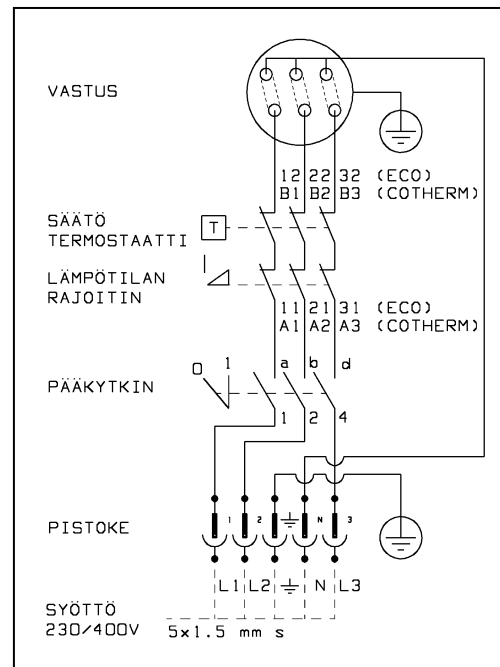 VASTUS
12 22 32 (ECO)
B1 B2 B3 (COTHERM)
SÄÄTÖ
TERMOSTAATTI
T
LÄMPÖTILAN
RAJOITIN
11 21 31 (ECO)
A1 A2 A3 (COTHERM)
0 1 a b d
PÄÄKYTKIN
1 2 4
PISTOKE
1 2 N 3
L1 L2 N L3
SYÖTTÖ
230/400V 5x1.5 mm s